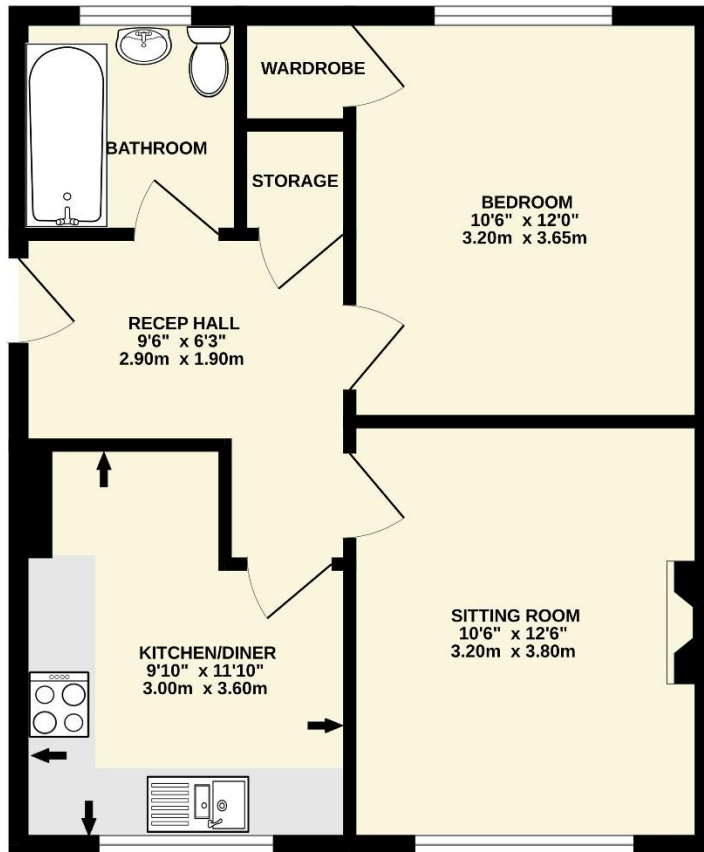 WARDROBE
BATHROOM
STORAGE
BEDROOM
10'6" x 12'0"
3.20m x 3.65m
RECEP HALL
9'6" x 6'3"
2.90m x 1.90m
KITCHEN/DINER
9'10" x 11'10"
3.00m x 3.60m
SITTING ROOM
10'6" x 12'6"
3.20m x 3.80m